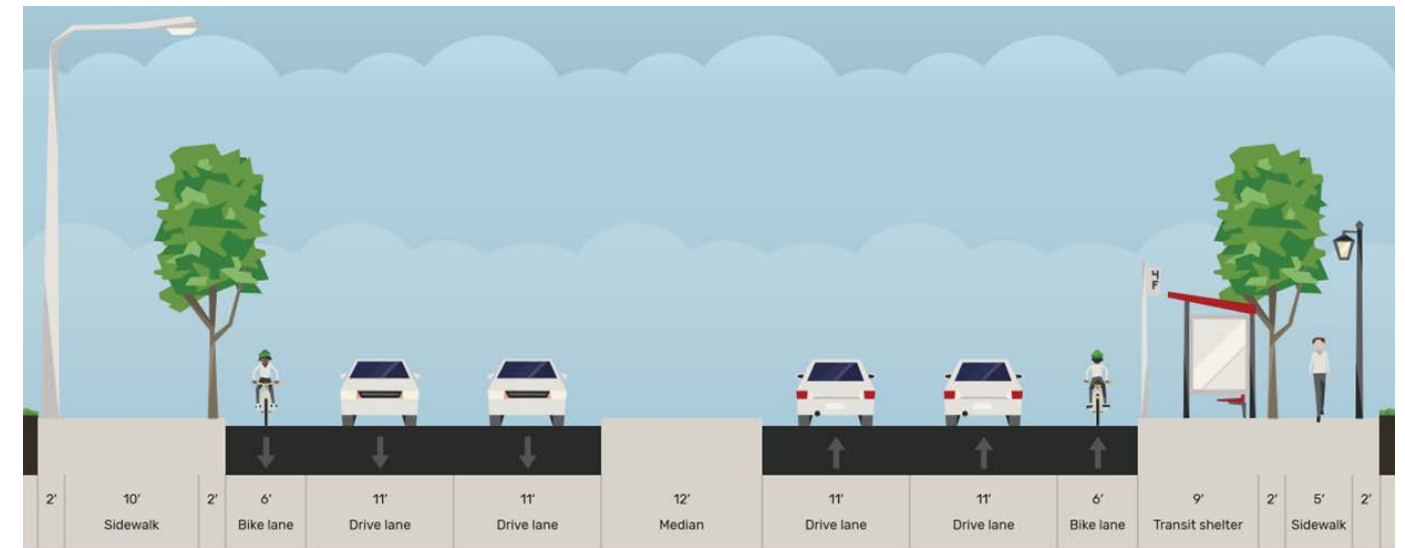 4
F
2' 10' 2' 6' 11' 11' 12' 11' 11' 6' 9' 2' 5' 2'
Sidewalk Bike lane Drive lane Drive lane Median Drive lane Drive lane Bike lane Transit shelter Sidewalk